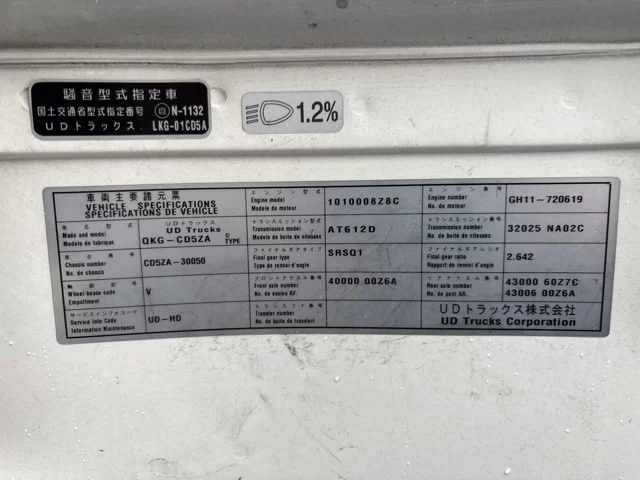 騒音型式指定車
国土交通省型式指定番号 自 N-1132
UDトラックス LKG-01CD5A
1.2%
車両主要諸元票
VEHICLE SPECIFICATIONS
SPECIFICATIONS DE VEHICLE
UDトラックス
UD Trucks
Made and model
Modele de fabrique
QKG-CD5ZA 型 TYPE
車台番号
Chassis number
No. de chassis
CD5ZA-30050
Wheel base code
Empattement
V
サービスインフォコード
Service Info Code
Information Maintenance
UD-HD
エンジン型式
Engine model
Modele de moteur
1010008Z8C
トランスミッション型式
Transmission model
Modele de boite de vitesses
AT612D
ファイナルギアタイプ
Final gear type
Type de renvoi d'angle
SRSQ1
フロントアクスル番号
Front axle number
No. de essieu AV.
40000 00Z6A
トランスファ番号
Transfer number
No. de boite de transfert
エンジン番号
Engine number
No. de moteur
GH11-720619
トランスミッション番号
Transmission number
No. de boite de vitesses
32025 NA02C
ファイナルギアレシオ
Final gear ratio
Rapport de renvoi d'angle
2.642
リアアクスル番号
Rear axle number
No. de pont AR.
43000 60Z7C
43006 00Z6A
UDトラックス株式会社
UD Trucks Corporation